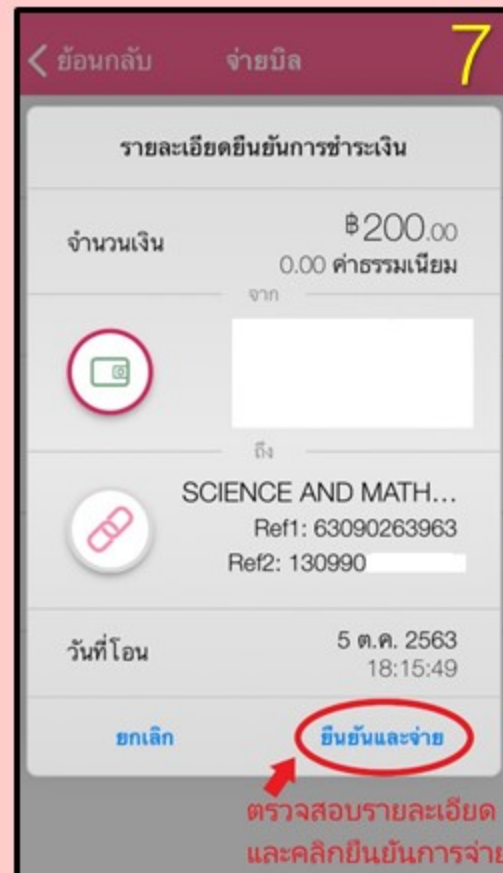 ย้อนกลับ จ่ายบิล 7
รายละเอียดยืนยันการชำระเงิน
จำนวนเงิน ฿200.00
0.00 ค่าธรรมเนียม
จาก
ถึง
SCIENCE AND MATH...
Ref1: 63090263963
Ref2: 130990
วันที่โอน 5 ต.ค. 2563
18:15:49
ยกเลิก ยืนยันและจ่าย
ตรวจสอบรายละเอียด
และคลิกยืนยันการจ่าย